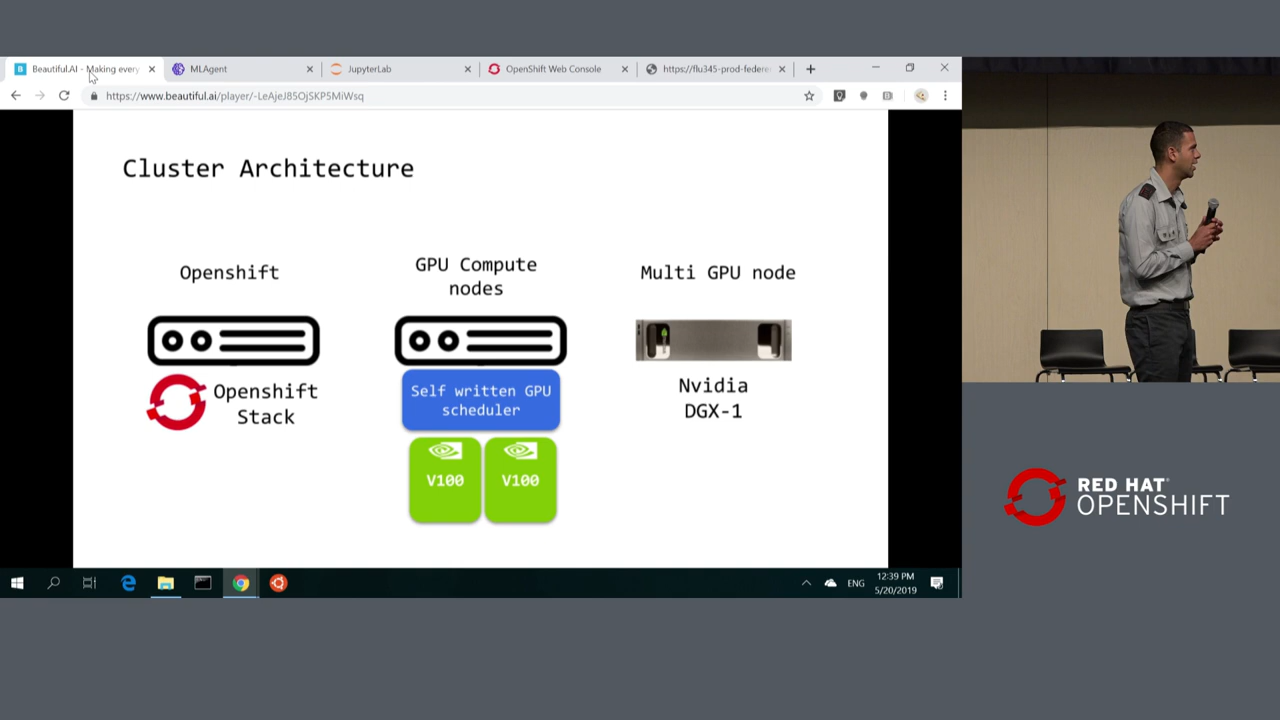 Beautiful.AI - Making every
MLAgent
JupyterLab
OpenShift Web Console
https://flu345-prod-federe
https://www.beautiful.ai/player/-LeAjeJ85OjSKP5MiWsq
Cluster Architecture
Openshift
GPU Compute
nodes
Multi GPU node
Openshift
Stack
Self written GPU
scheduler
V100
V100
Nvidia
DGX-1
ENG
12:39 PM
5/20/2019
RED HAT®
OPENSHIFT